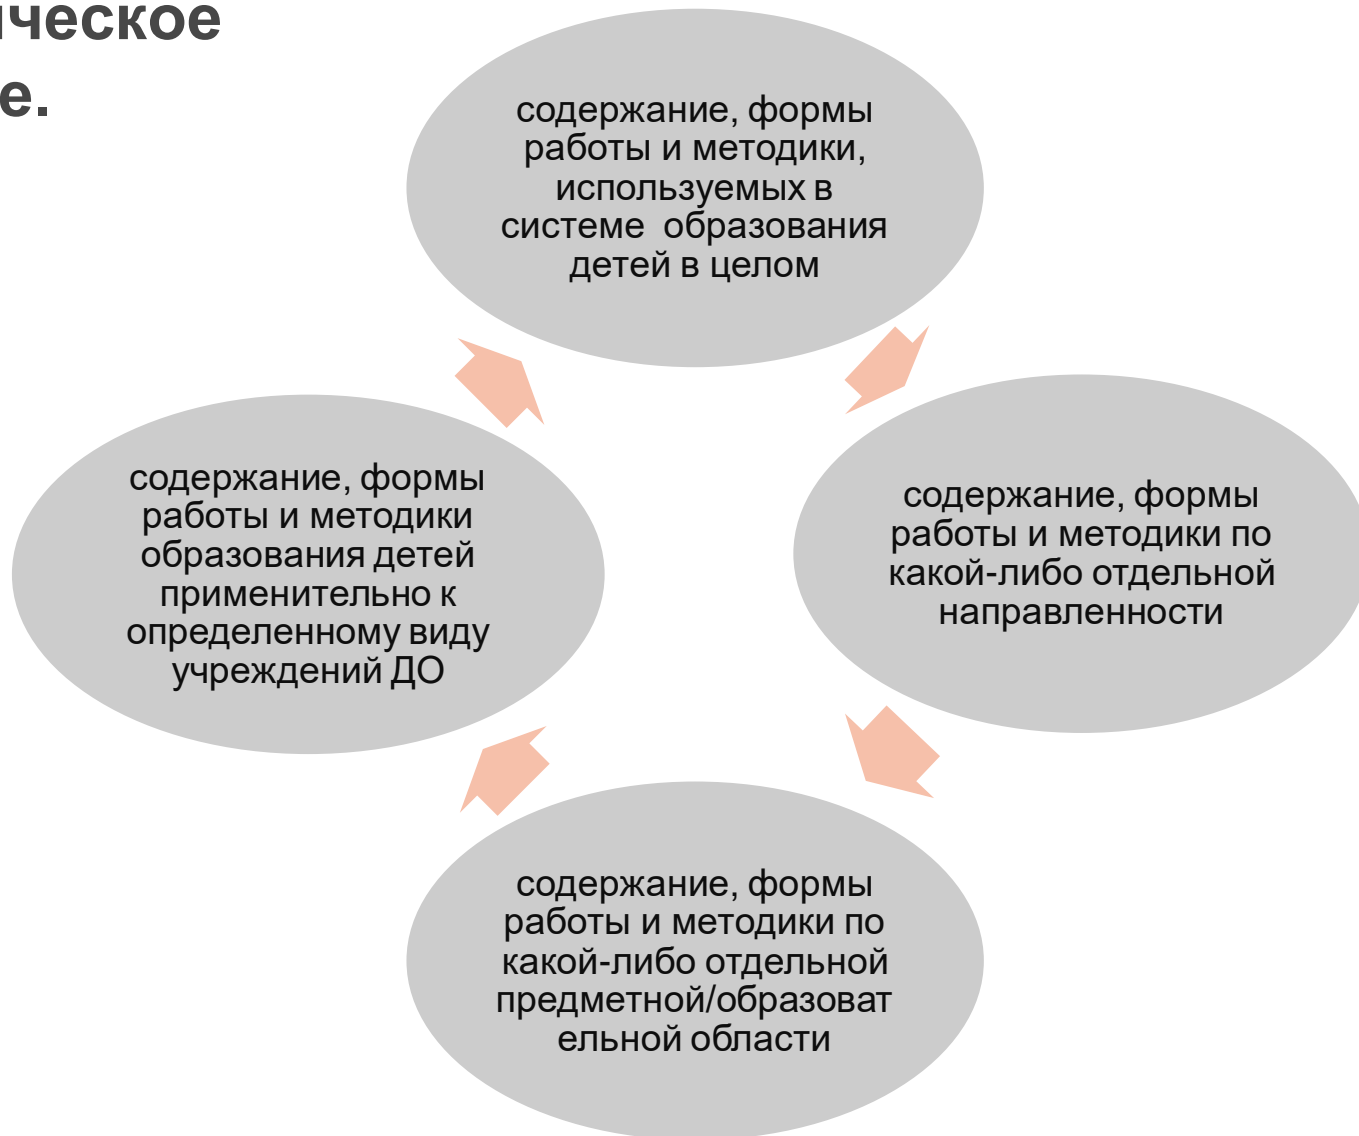 ческое
е.
содержание, формы
работы и методики,
используемых в
системе образования
детей в целом
содержание, формы
работы и методики по
какой-либо отдельной
направленности
содержание, формы
работы и методики по
какой-либо отдельной
предметной/образоват
ельной области
содержание, формы
работы и методики
образования детей
применительно к
определенному виду
учреждений ДО